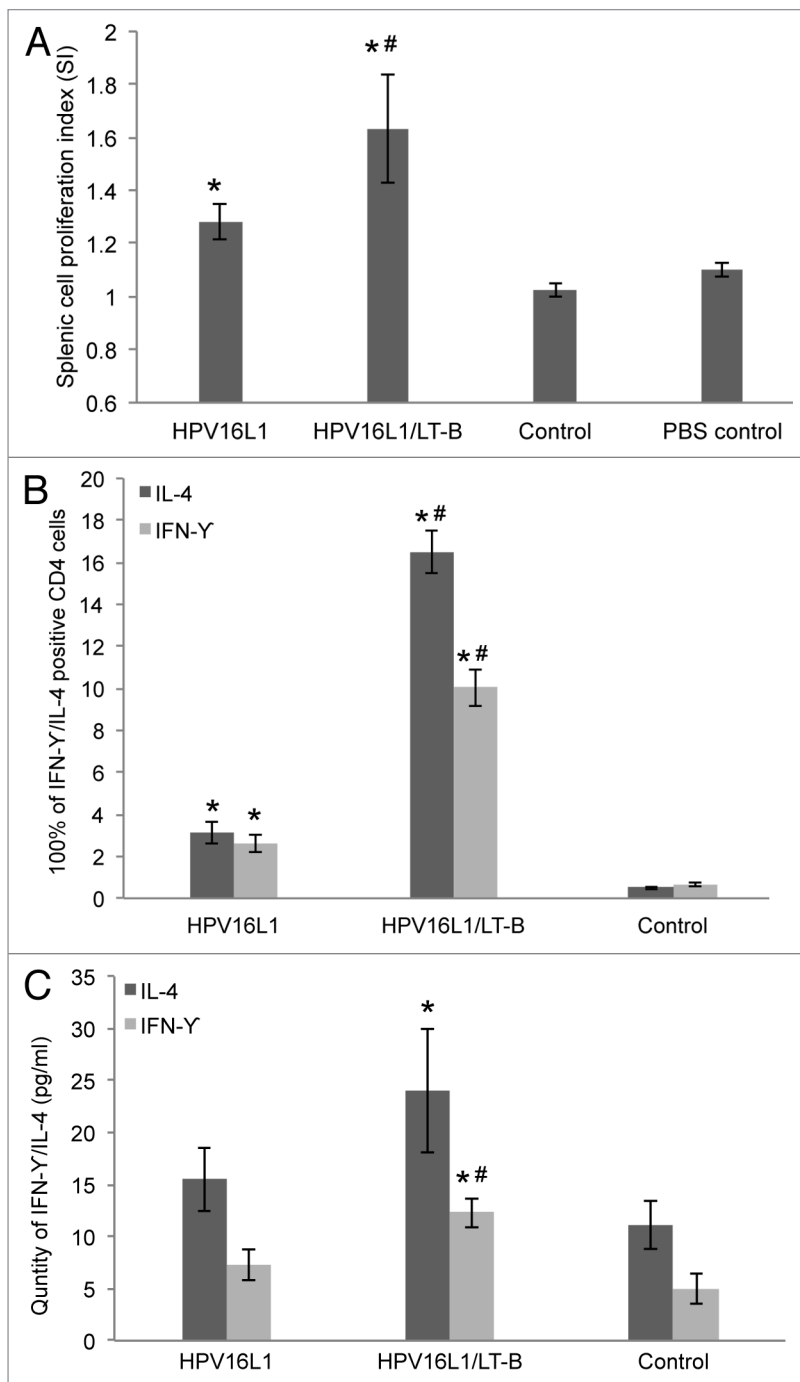 A
Splenic cell proliferation index (SI)
2
1.8
1.6
1.4
1.2
1
0.8
0.6
*
*#
HPV16L1
HPV16L1/LT-B
Control
PBS control
B
100% of IFN-ϒ/IL-4 positive CD4 cells
IL-4
IFN-ϒ
20
18
16
14
12
10
8
6
4
2
0
*
*
*#
*#
HPV16L1
HPV16L1/LT-B
Control
C
Quntity of IFN-ϒ/IL-4 (pg/ml)
IL-4
IFN-ϒ
35
30
25
20
15
10
5
0
*
*#
HPV16L1
HPV16L1/LT-B
Control